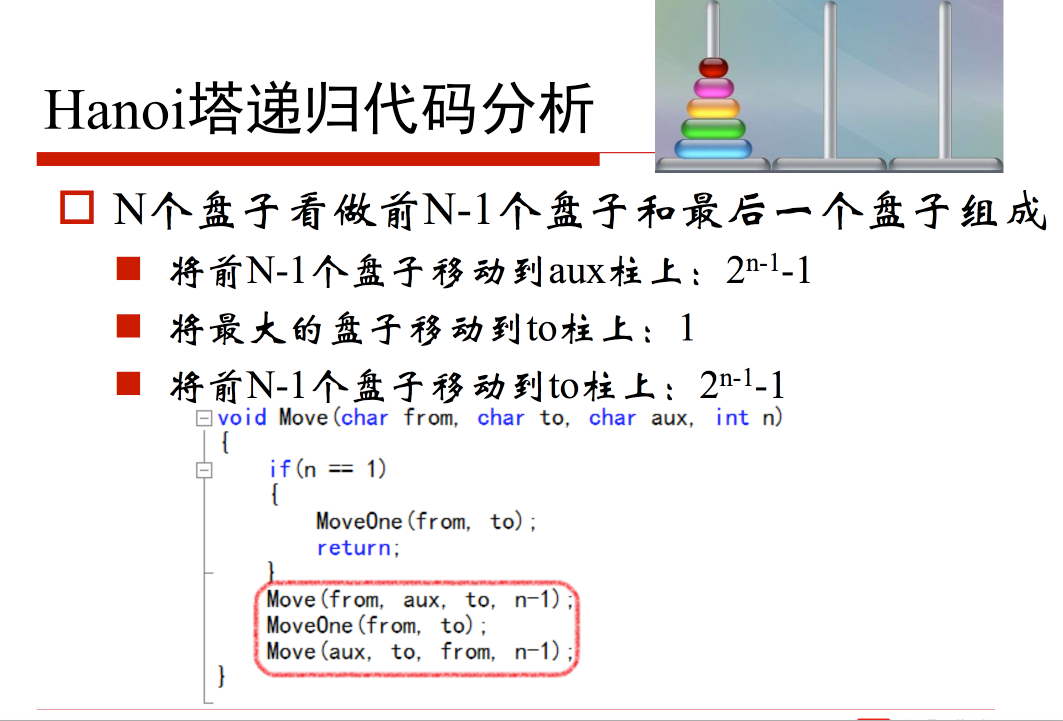 Hanoi塔递归代码分析
N个盘子看做前N-1个盘子和最后一个盘子组成
将前N-1个盘子移动到aux柱上：2ⁿ⁻¹-1
将最大的盘子移动到to柱上：1
将前N-1个盘子移动到to柱上：2ⁿ⁻¹-1
void Move(char from, char to, char aux, int n)
{
if(n == 1)
{
MoveOne(from, to);
return;
}
Move(from, aux, to, n-1);
MoveOne(from, to);
Move(aux, to, from, n-1);
}